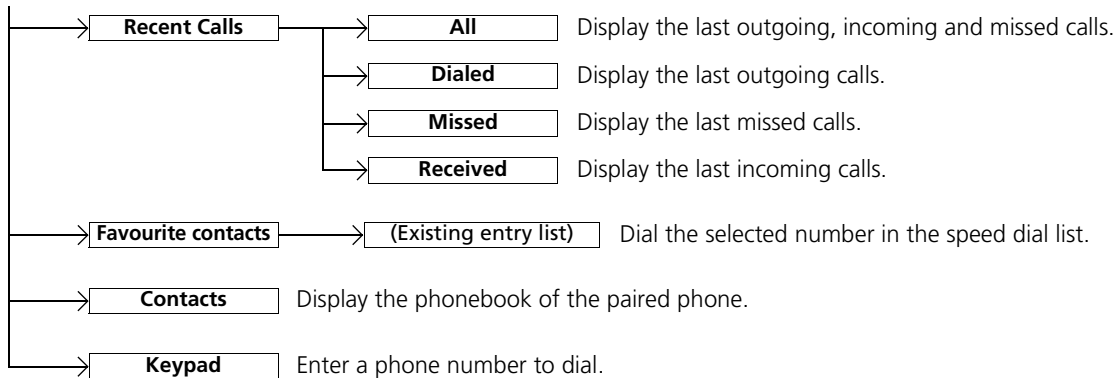 Recent Calls All Display the last outgoing, incoming and missed calls.
Dialed Display the last outgoing calls.
Missed Display the last missed calls.
Received Display the last incoming calls.
Favourite contacts (Existing entry list) Dial the selected number in the speed dial list.
Contacts Display the phonebook of the paired phone.
Keypad Enter a phone number to dial.